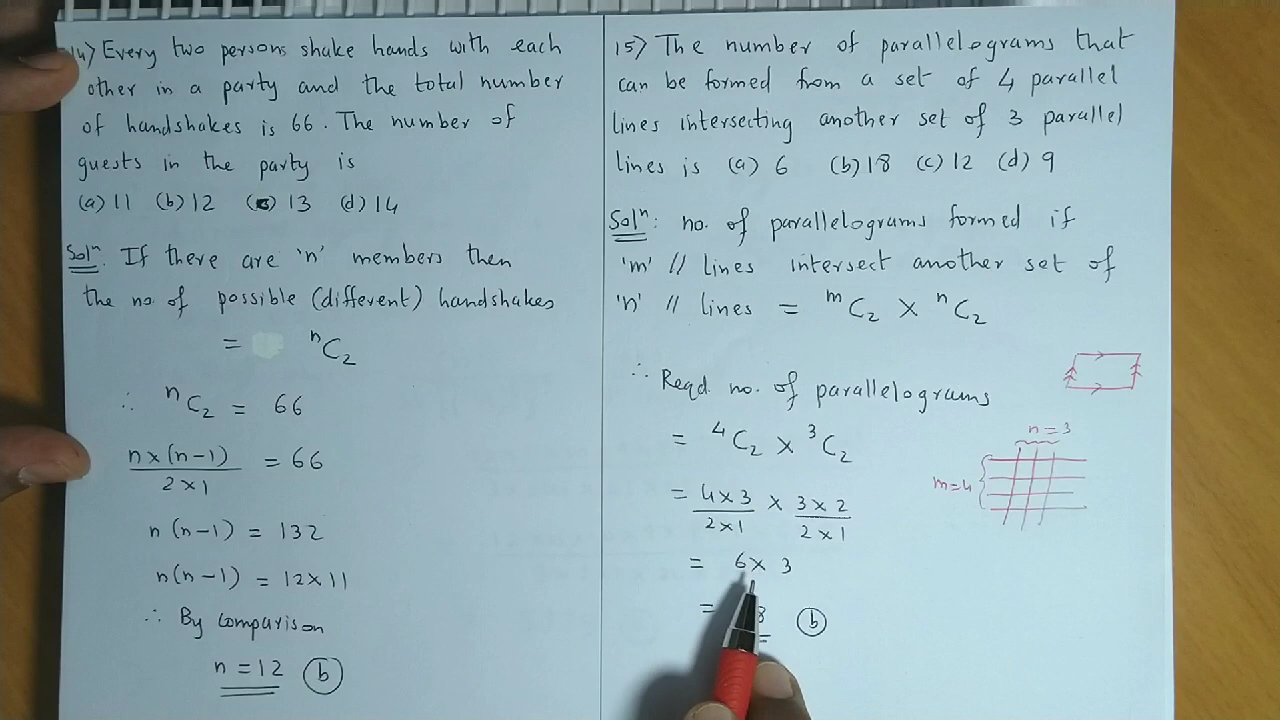 14) Every two persons shake hands with each
other in a party and the total number
of handshakes is 66. The number of
guests in the party is
(a) 11 (b) 12 (c) 13 (d) 14
Solⁿ: If there are 'n' members then
the no. of possible (different) handshakes
= ⁿC₂
∴ ⁿC₂ = 66
n×(n-1)
2×1
= 66
n(n-1) = 132
n(n-1) = 12×11
∴ By comparison
n = 12 (b)
15) The number of parallelograms that
can be formed from a set of 4 parallel
lines intersecting another set of 3 parallel
lines is (a) 6 (b) 18 (c) 12 (d) 9
Solⁿ: no. of parallelograms formed if
'm' // lines intersect another set of
'n' // lines = ᵐC₂ × ⁿC₂
∴ Reqd. no. of parallelograms
= ⁴C₂ × ³C₂
= 4×3 × 3×2
2×1 2×1
= 6 × 3
= 8 (b)
n=3
m=4